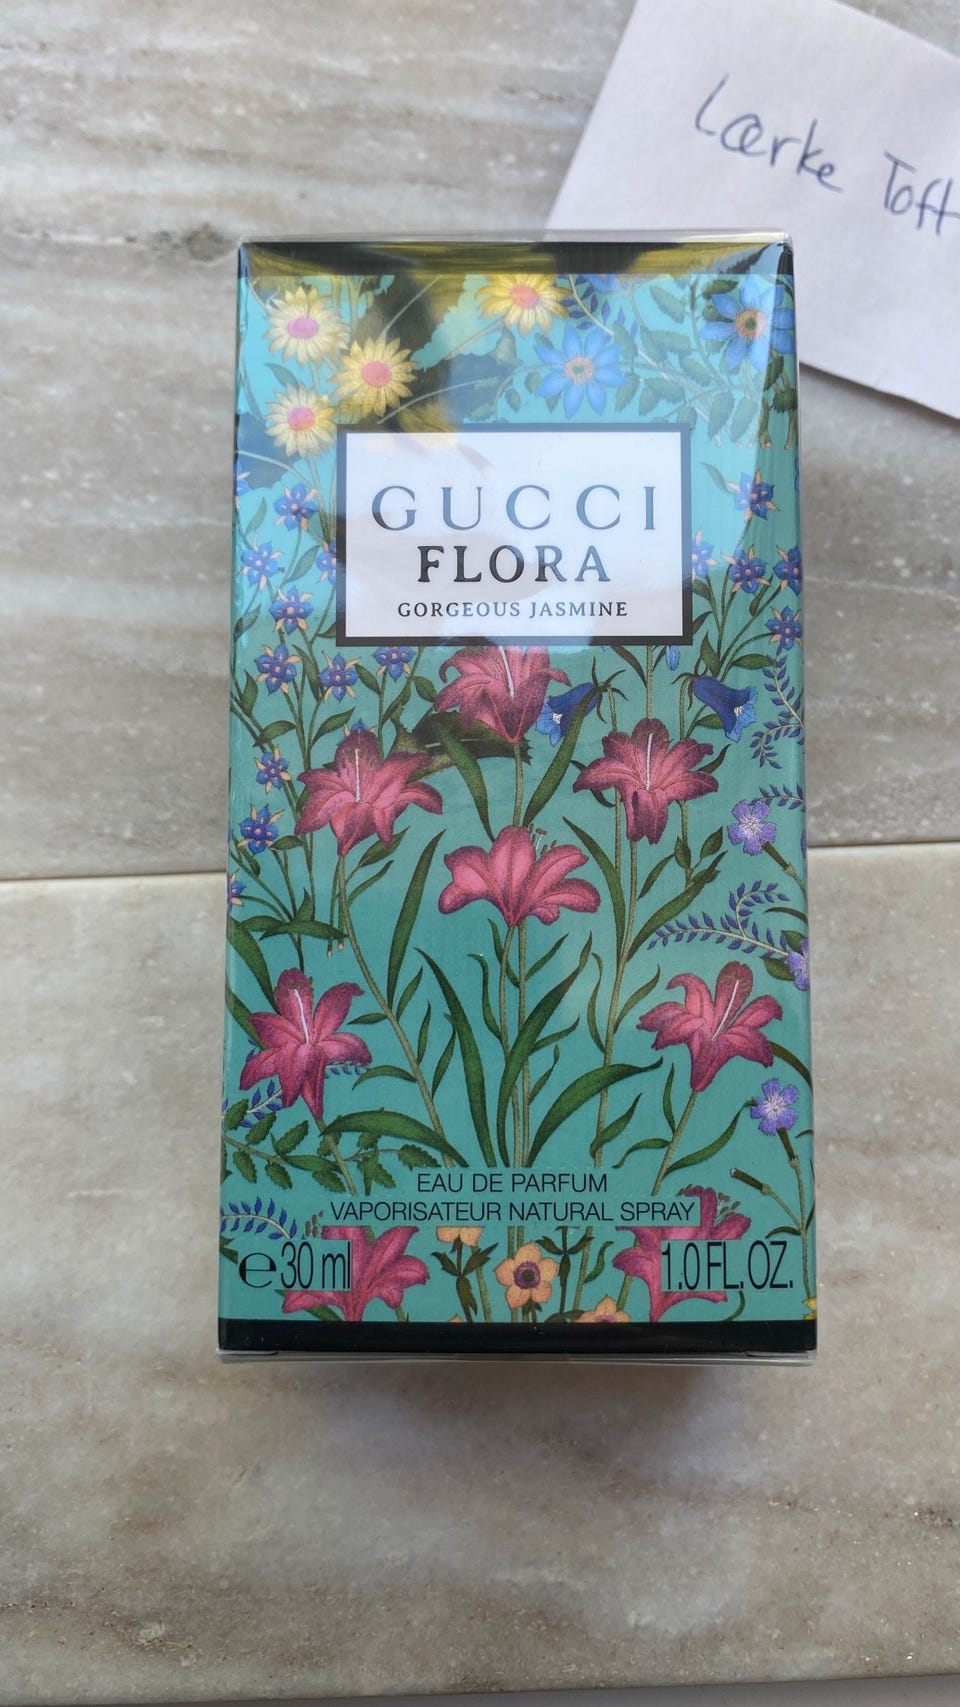 Lærke Toft
GUCCI
FLORA
GORGEOUS JASMINE
EAU DE PARFUM
VAPORISATEUR NATURAL SPRAY
℮30 ml 1.0 FL. OZ.